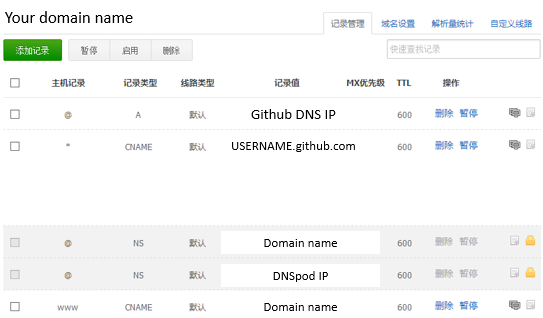 Your domain name
记录管理 域名设置 解析量统计 自定义线路
添加记录 暂停 启用 删除 快速查找记录
主机记录 记录类型 线路类型 记录值 MX优先级 TTL 操作
@ A 默认 Github DNS IP 600 删除 暂停
* CNAME 默认 USERNAME.github.com 600 删除 暂停
@ NS 默认 Domain name 600 删除 暂停
@ NS 默认 DNSpod IP 600 删除 暂停
www CNAME 默认 Domain name 600 删除 暂停